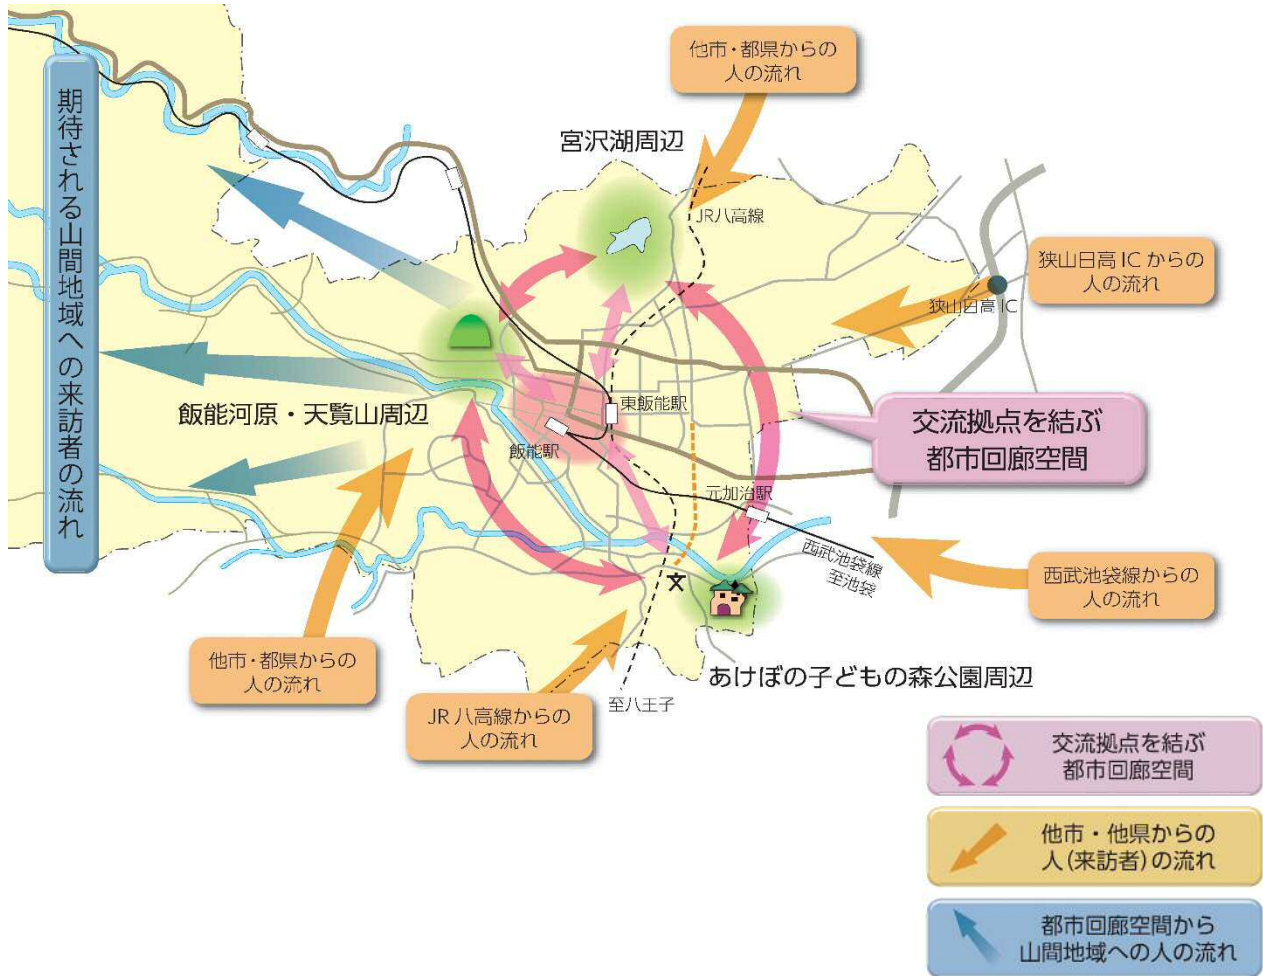 他市・都県からの
人の流れ
期待される山間地域への来訪者の流れ
宮沢湖周辺
JR八高線
狭山日高ICからの
人の流れ
狭山日高IC
交流拠点を結ぶ
都市回廊空間
東飯能駅
飯能河原・天覧山周辺
飯能駅
元加治駅
西武池袋線
至池袋
西武池袋線からの
人の流れ
文
他市・都県からの
人の流れ
JR八高線からの
人の流れ
至八王子
あけぼの子どもの森公園周辺
交流拠点を結ぶ
都市回廊空間
他市・他県からの
人(来訪者)の流れ
都市回廊空間から
山間地域への人の流れ